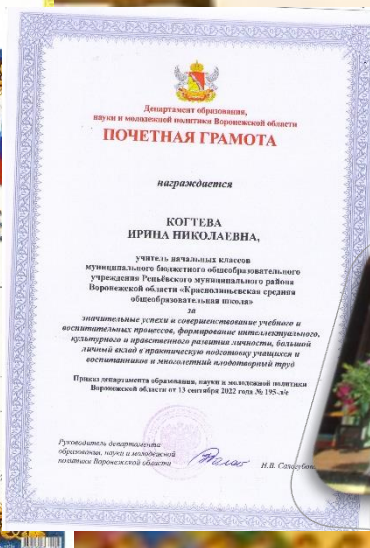 Департамент образования,
науки и молодежной политики Воронежской области
ПОЧЕТНАЯ ГРАМОТА
награждается
КОГТЕВА
ИРИНА НИКОЛАЕВНА,
учитель начальных классов
муниципального бюджетного общеобразовательного
учреждения Репьёвского муниципального района
Воронежской области «Краснолипьевская средняя
общеобразовательная школа»
за
значительные успехи в совершенствование учебного и
воспитательных процессов, формирование интеллектуального,
культурного и нравственного развития личности, большой
личный вклад в практическую подготовку учащихся и
воспитанников и многолетний плодотворный труд
Приказ департамента образования, науки и молодежной политики
Воронежской области от 13 сентября 2022 года № 195-л/с
Руководитель департамента
образования, науки и молодежной
политики Воронежской области
Н.В.